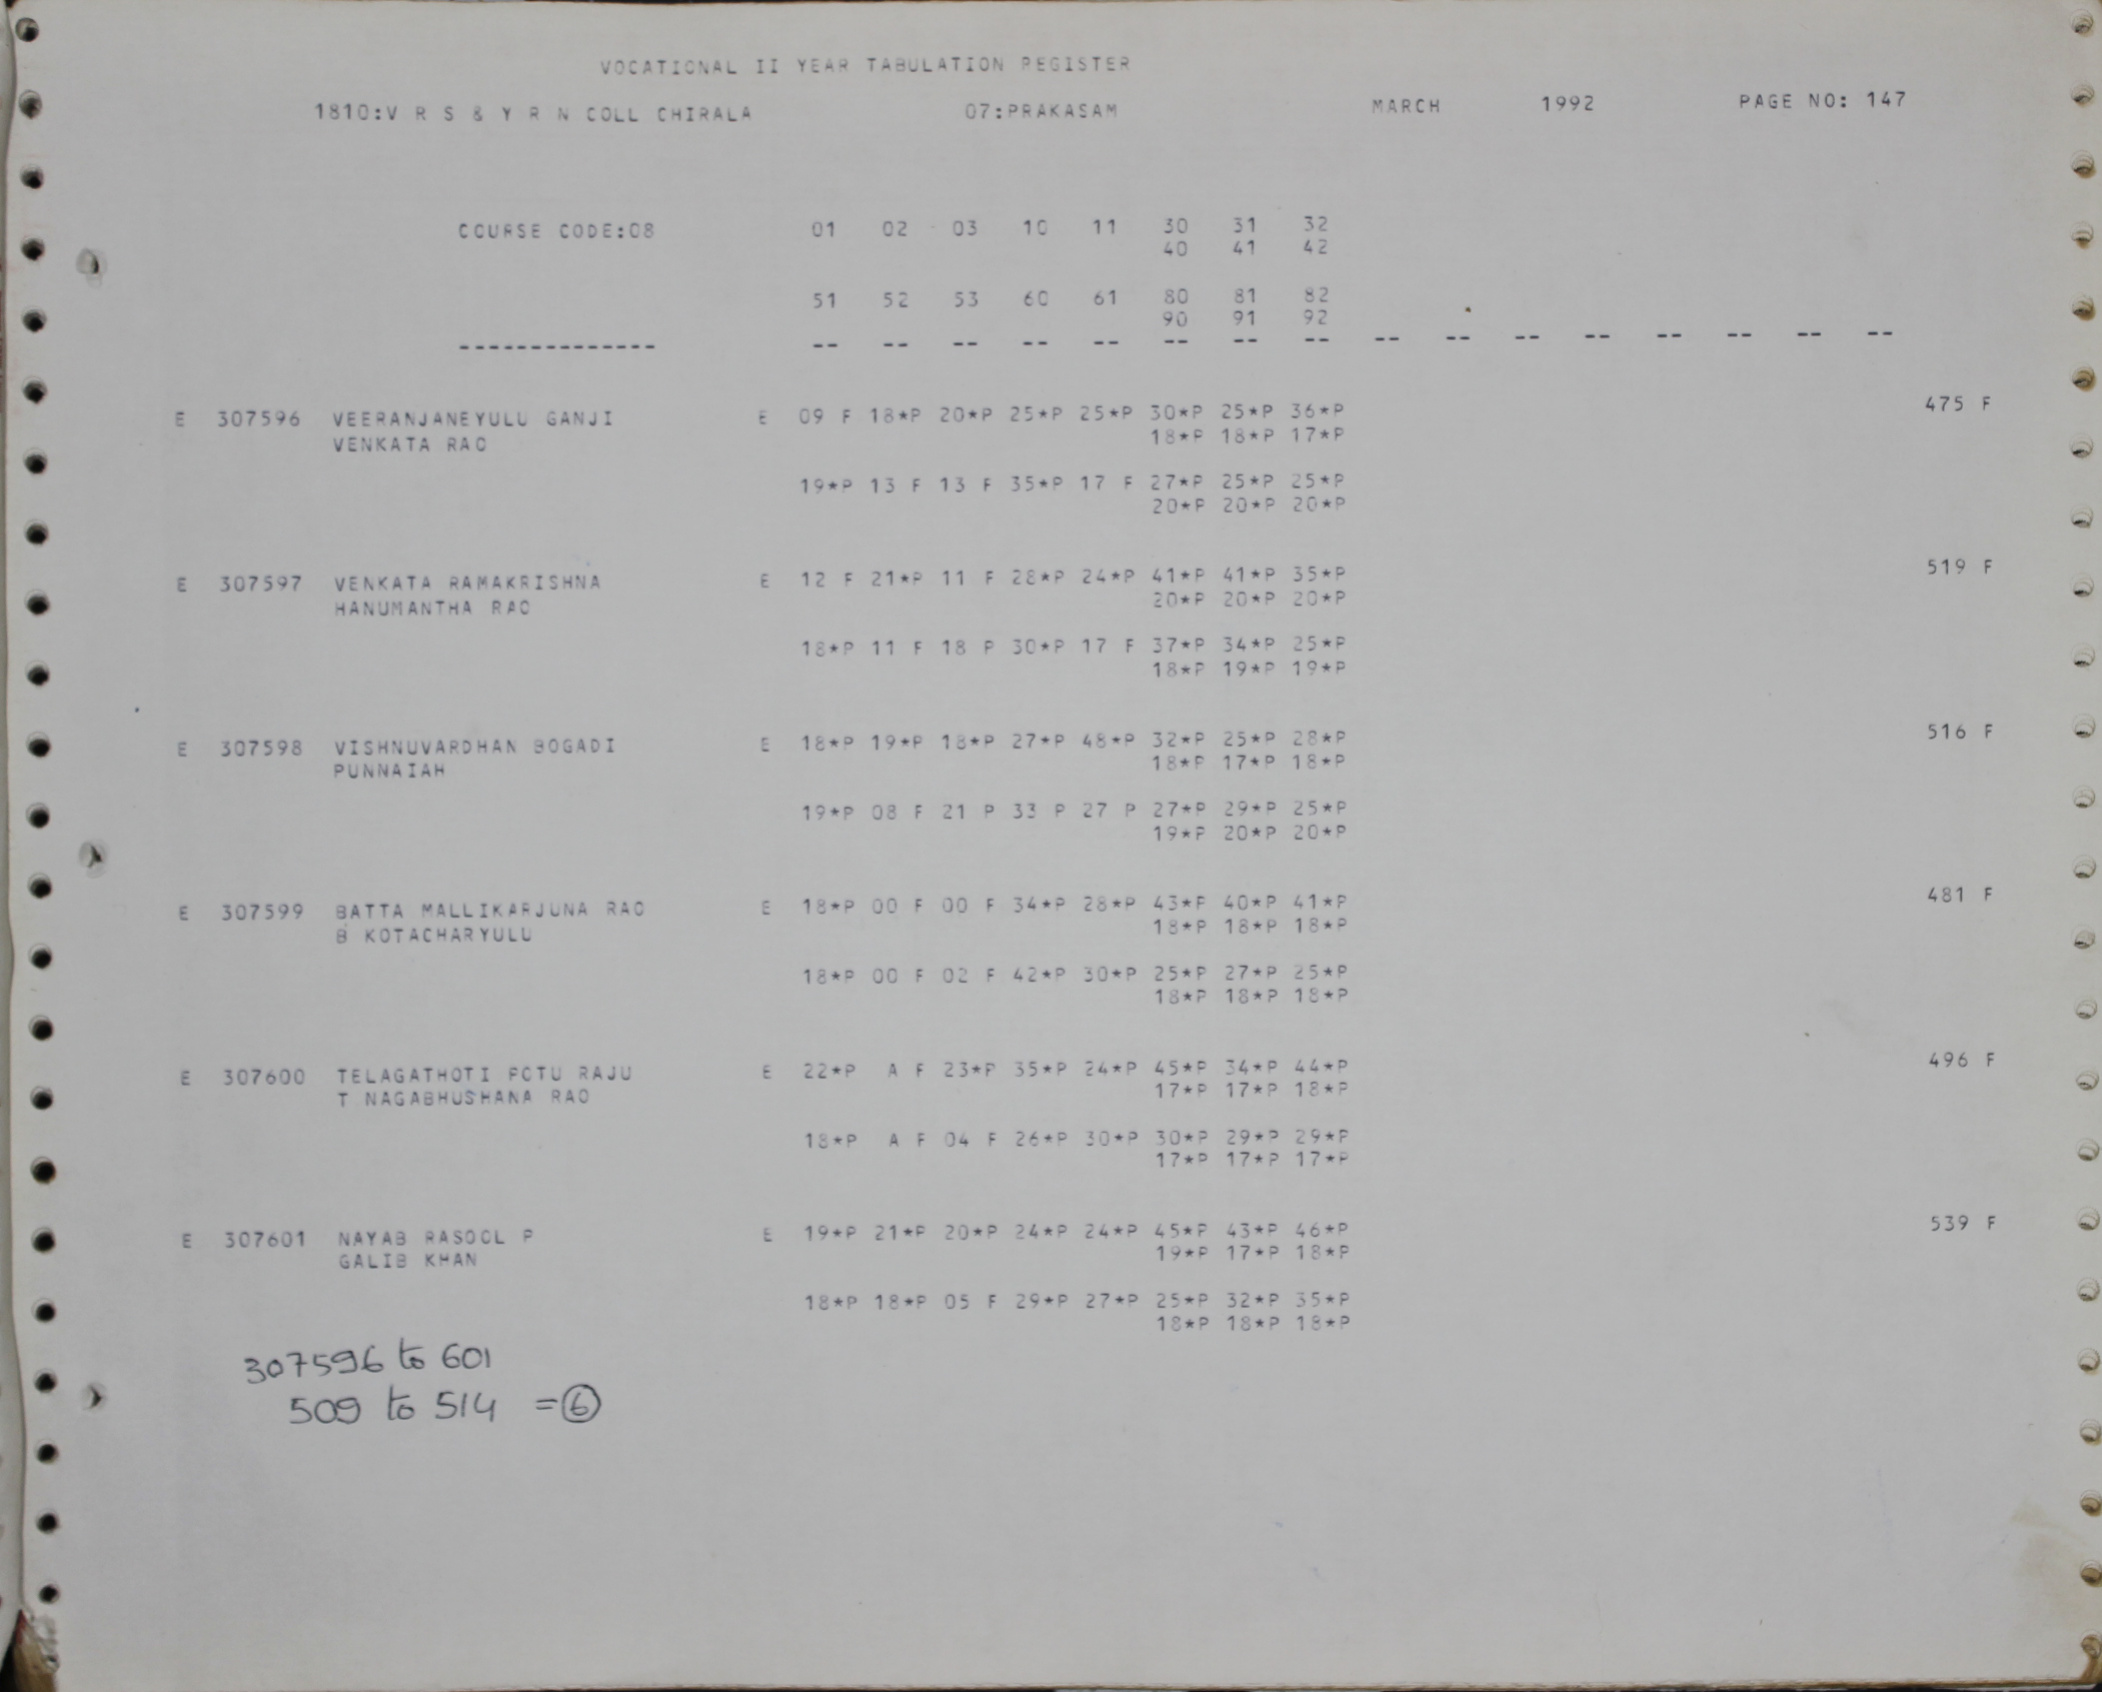 VOCATIONAL II YEAR TABULATION REGISTER
1810:V R S & Y R N COLL CHIRALA 07:PRAKASAM MARCH 1992 PAGE NO: 147
COURSE CODE:08 01 02 03 10 11 30 31 32
40 41 42
51 52 53 60 61 80 81 82
90 91 92
-------------- -- -- -- -- -- -- -- -- -- -- -- -- -- -- -- --
E 307596 VEERANJANEYULU GANJI E 09 F 18*P 20*P 25*P 25*P 30*P 25*P 36*P 475 F
VENKATA RAO 18*P 18*P 17*P
19*P 13 F 13 F 35*P 17 F 27*P 25*P 25*P
20*P 20*P 20*P
E 307597 VENKATA RAMAKRISHNA E 12 F 21*P 11 F 28*P 24*P 41*P 41*P 35*P 519 F
HANUMANTHA RAO 20*P 20*P 20*P
18*P 11 F 18 P 30*P 17 F 37*P 34*P 25*P
18*P 19*P 19*P
E 307598 VISHNUVARDHAN BOGADI E 18*P 19*P 18*P 27*P 48*P 32*P 25*P 28*P 516 F
PUNNAIAH 18*P 17*P 18*P
19*P 08 F 21 P 33 P 27 P 27*P 29*P 25*P
19*P 20*P 20*P
E 307599 BATTA MALLIKARJUNA RAO E 18*P 00 F 00 F 34*P 28*P 43*P 40*P 41*P 481 F
B KOTACHARYULU 18*P 18*P 18*P
18*P 00 F 02 F 42*P 30*P 25*P 27*P 25*P
18*P 18*P 18*P
E 307600 TELAGATHOTI POTU RAJU E 22*P A F 23*P 35*P 24*P 45*P 34*P 44*P 496 F
T NAGABHUSHANA RAO 17*P 17*P 18*P
18*P A F 04 F 26*P 30*P 30*P 29*P 29*P
17*P 17*P 17*P
E 307601 NAYAB RASOOL P E 19*P 21*P 20*P 24*P 24*P 45*P 43*P 46*P 539 F
GALIB KHAN 19*P 17*P 18*P
18*P 18*P 05 F 29*P 27*P 25*P 32*P 35*P
18*P 18*P 18*P
307596 to 601
509 to 514 = 6